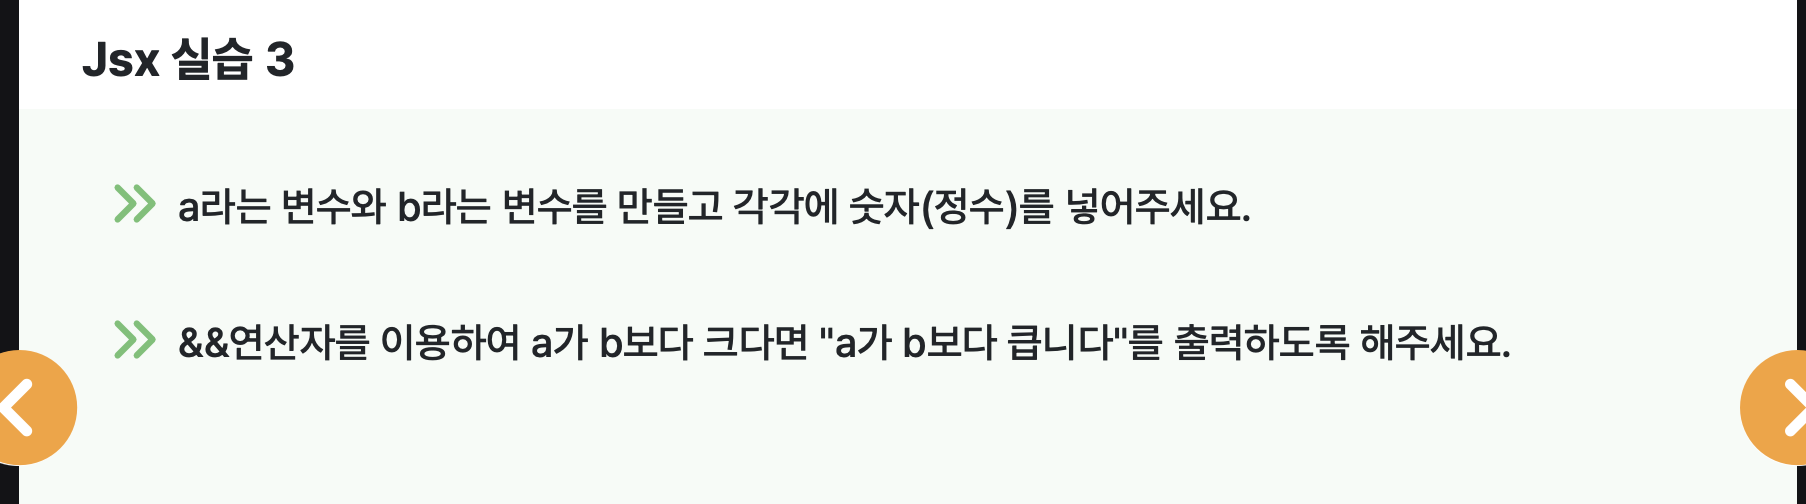 Jsx 실습 3
a라는 변수와 b라는 변수를 만들고 각각에 숫자(정수)를 넣어주세요.
&&연산자를 이용하여 a가 b보다 크다면 "a가 b보다 큽니다"를 출력하도록 해주세요.